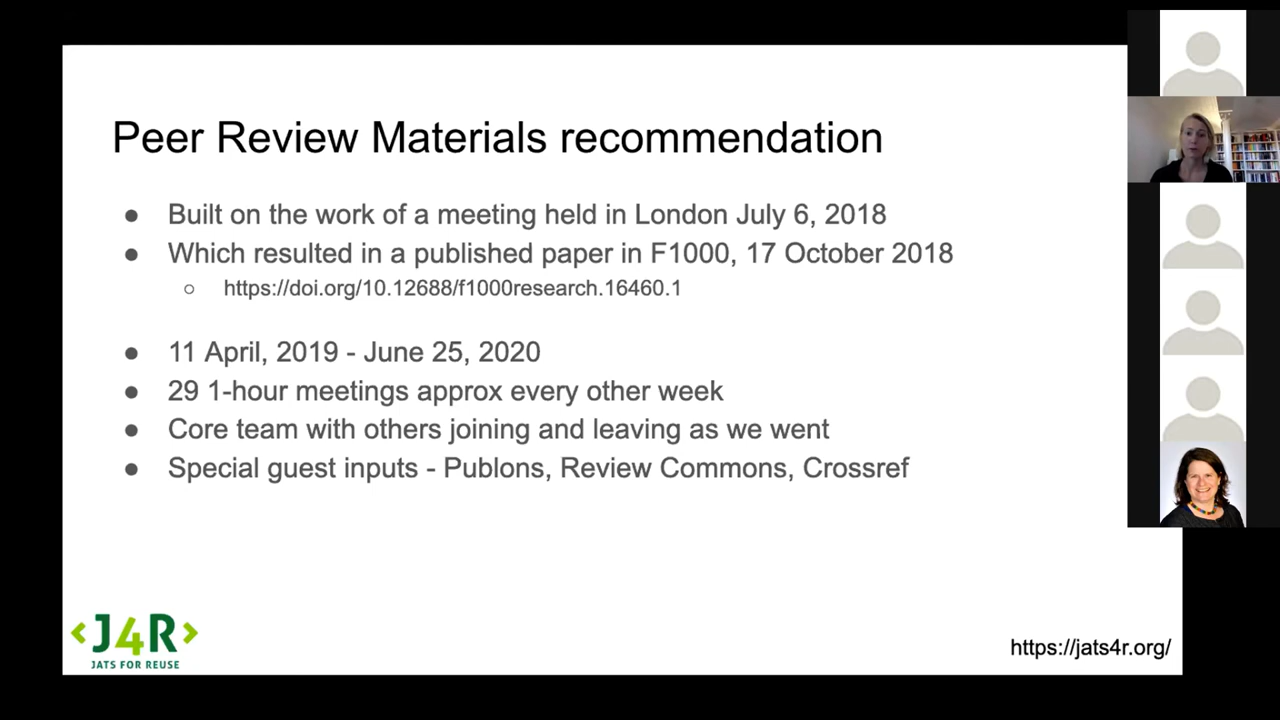 Peer Review Materials recommendation
● Built on the work of a meeting held in London July 6, 2018
● Which resulted in a published paper in F1000, 17 October 2018
○ https://doi.org/10.12688/f1000research.16460.1
● 11 April, 2019 - June 25, 2020
● 29 1-hour meetings approx every other week
● Core team with others joining and leaving as we went
● Special guest inputs - Publons, Review Commons, Crossref
<J4R>
JATS FOR REUSE
https://jats4r.org/